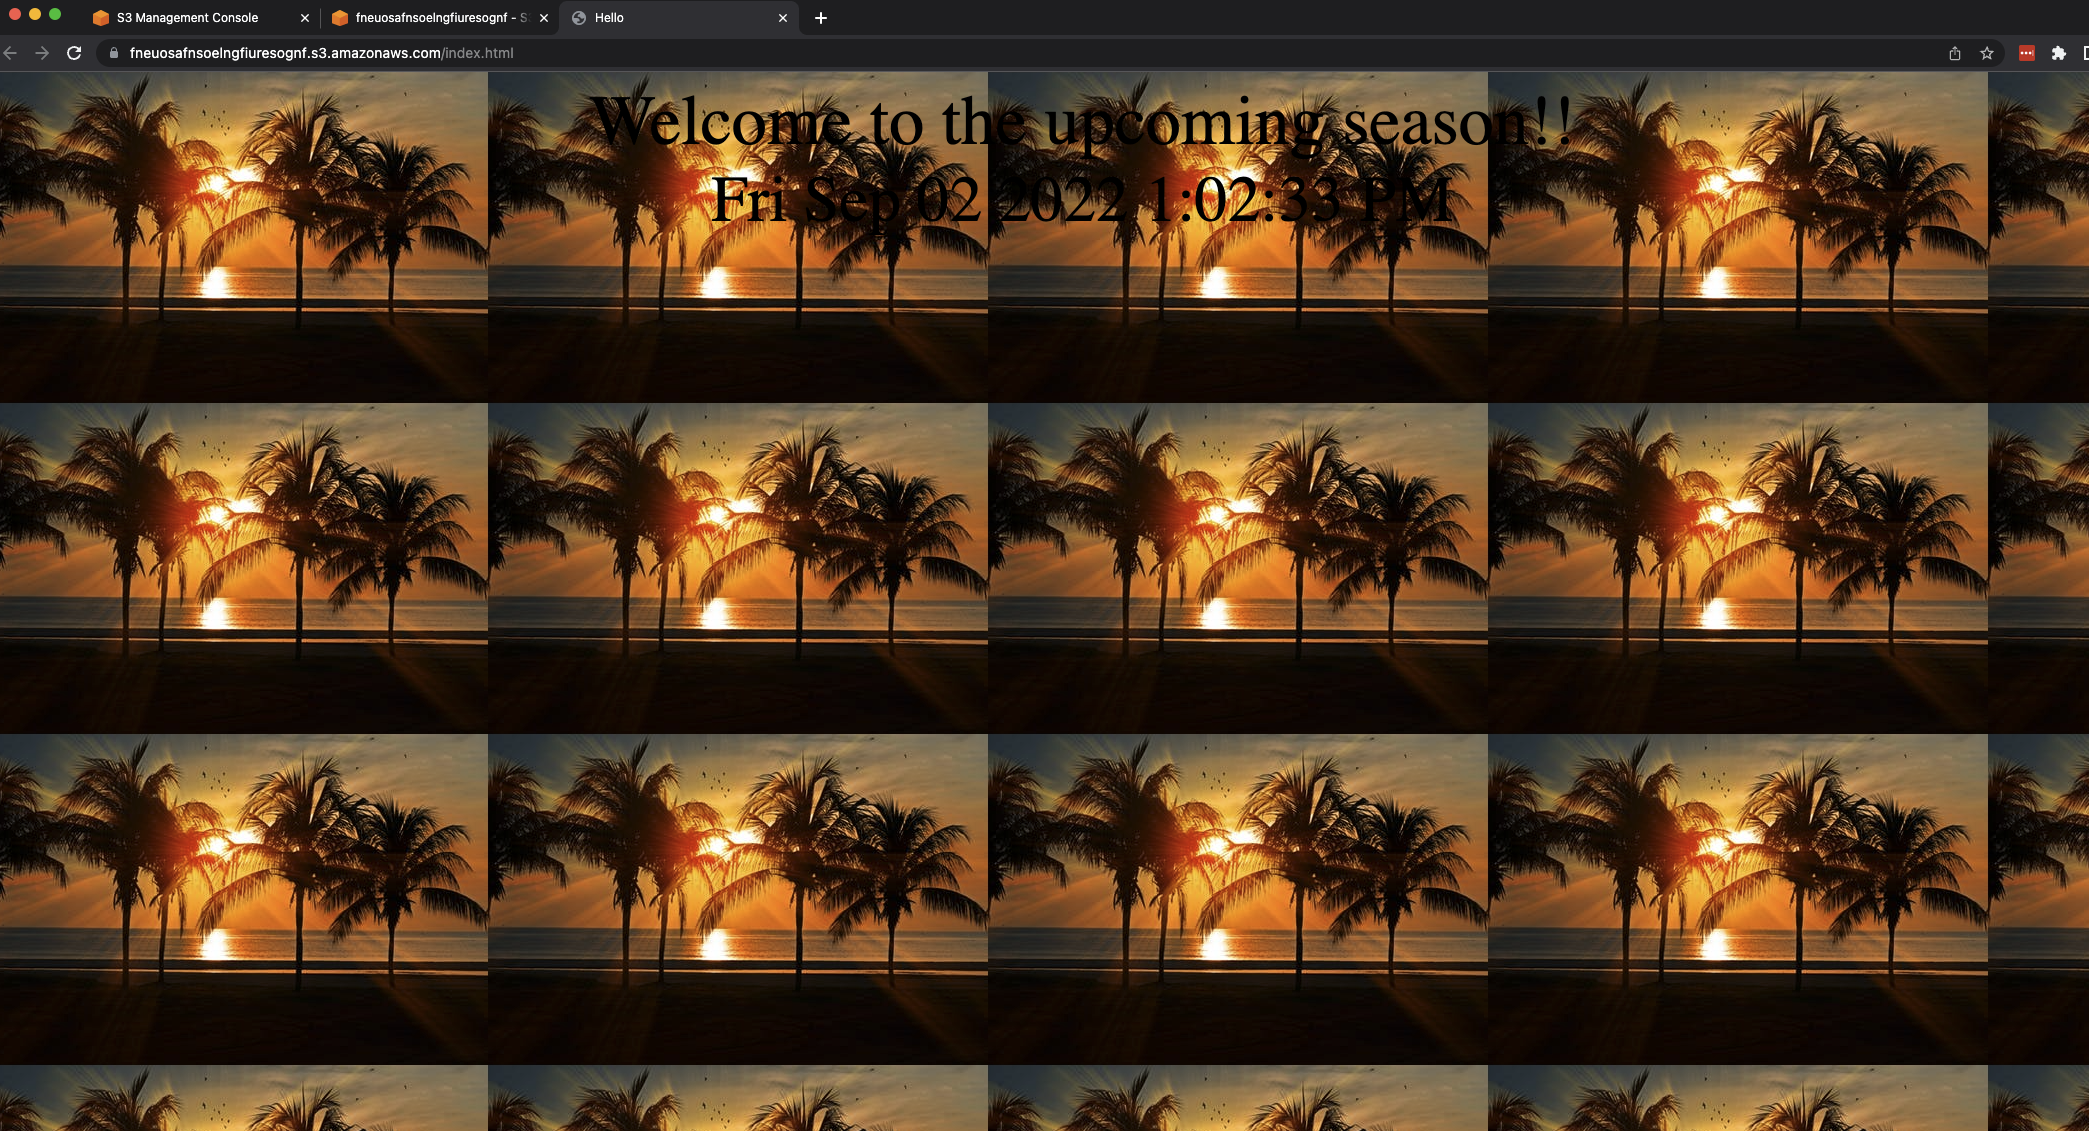 S3 Management Console
fneuosafnsoelngfiuresognf - S
Hello
fneuosafnsoelngfiuresognf.s3.amazonaws.com/index.html
Welcome to the upcoming season!!
Fri Sep 02 2022 1:02:33 PM